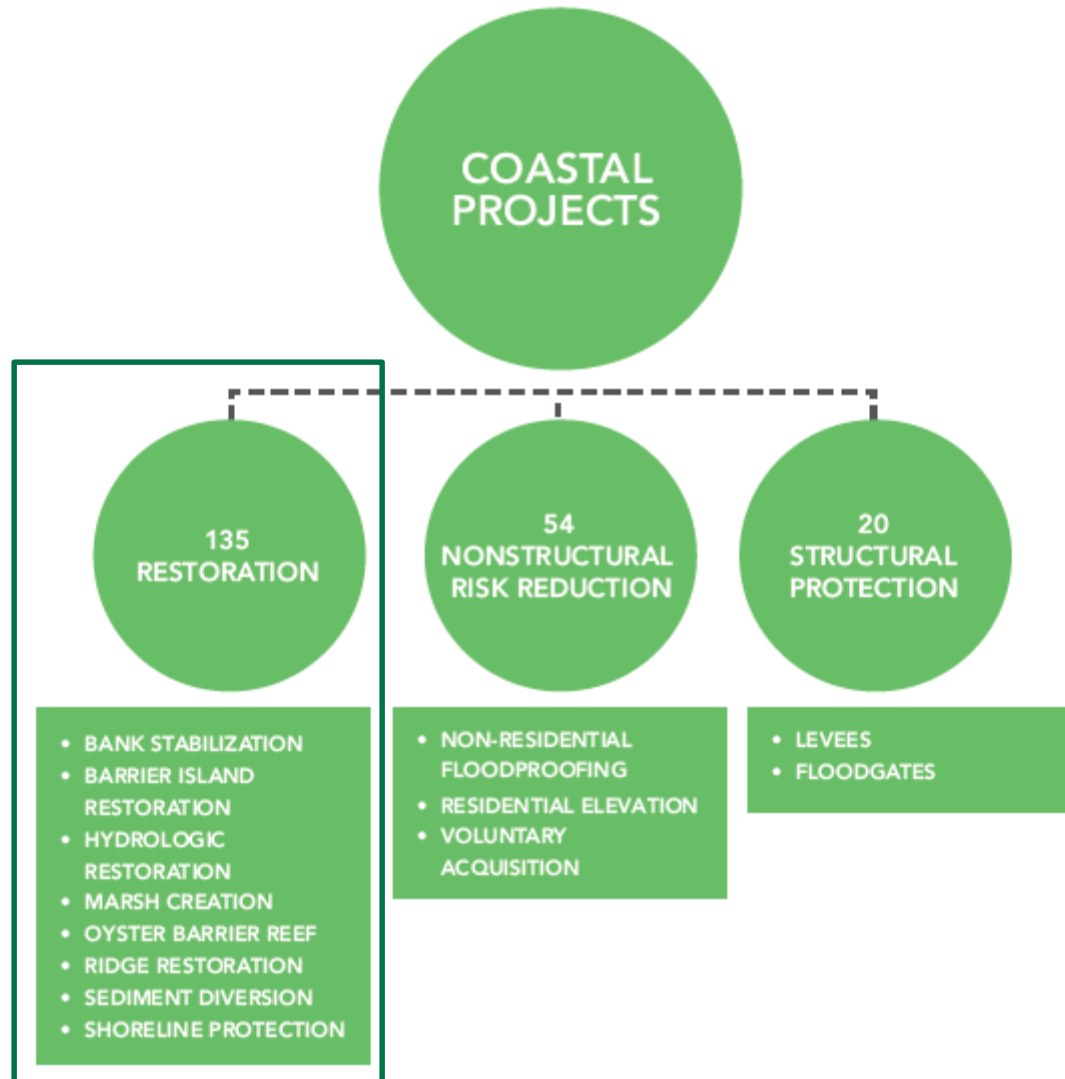 COASTAL
PROJECTS
135
RESTORATION
54
NONSTRUCTURAL
RISK REDUCTION
20
STRUCTURAL
PROTECTION
• BANK STABILIZATION
• BARRIER ISLAND
RESTORATION
• HYDROLOGIC
RESTORATION
• MARSH CREATION
• OYSTER BARRIER REEF
• RIDGE RESTORATION
• SEDIMENT DIVERSION
• SHORELINE PROTECTION
• NON-RESIDENTIAL
FLOODPROOFING
• RESIDENTIAL ELEVATION
• VOLUNTARY
ACQUISITION
• LEVEES
• FLOODGATES